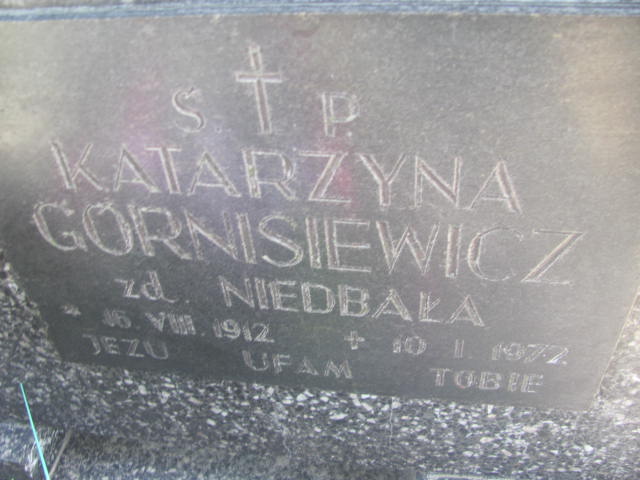 Ś. P.
KATARZYNA
GÓRNISIEWICZ
zd. NIEDBAŁA
* 16. VIII. 1912 + 10 I. 1972
JEZU UFAM TOBIE